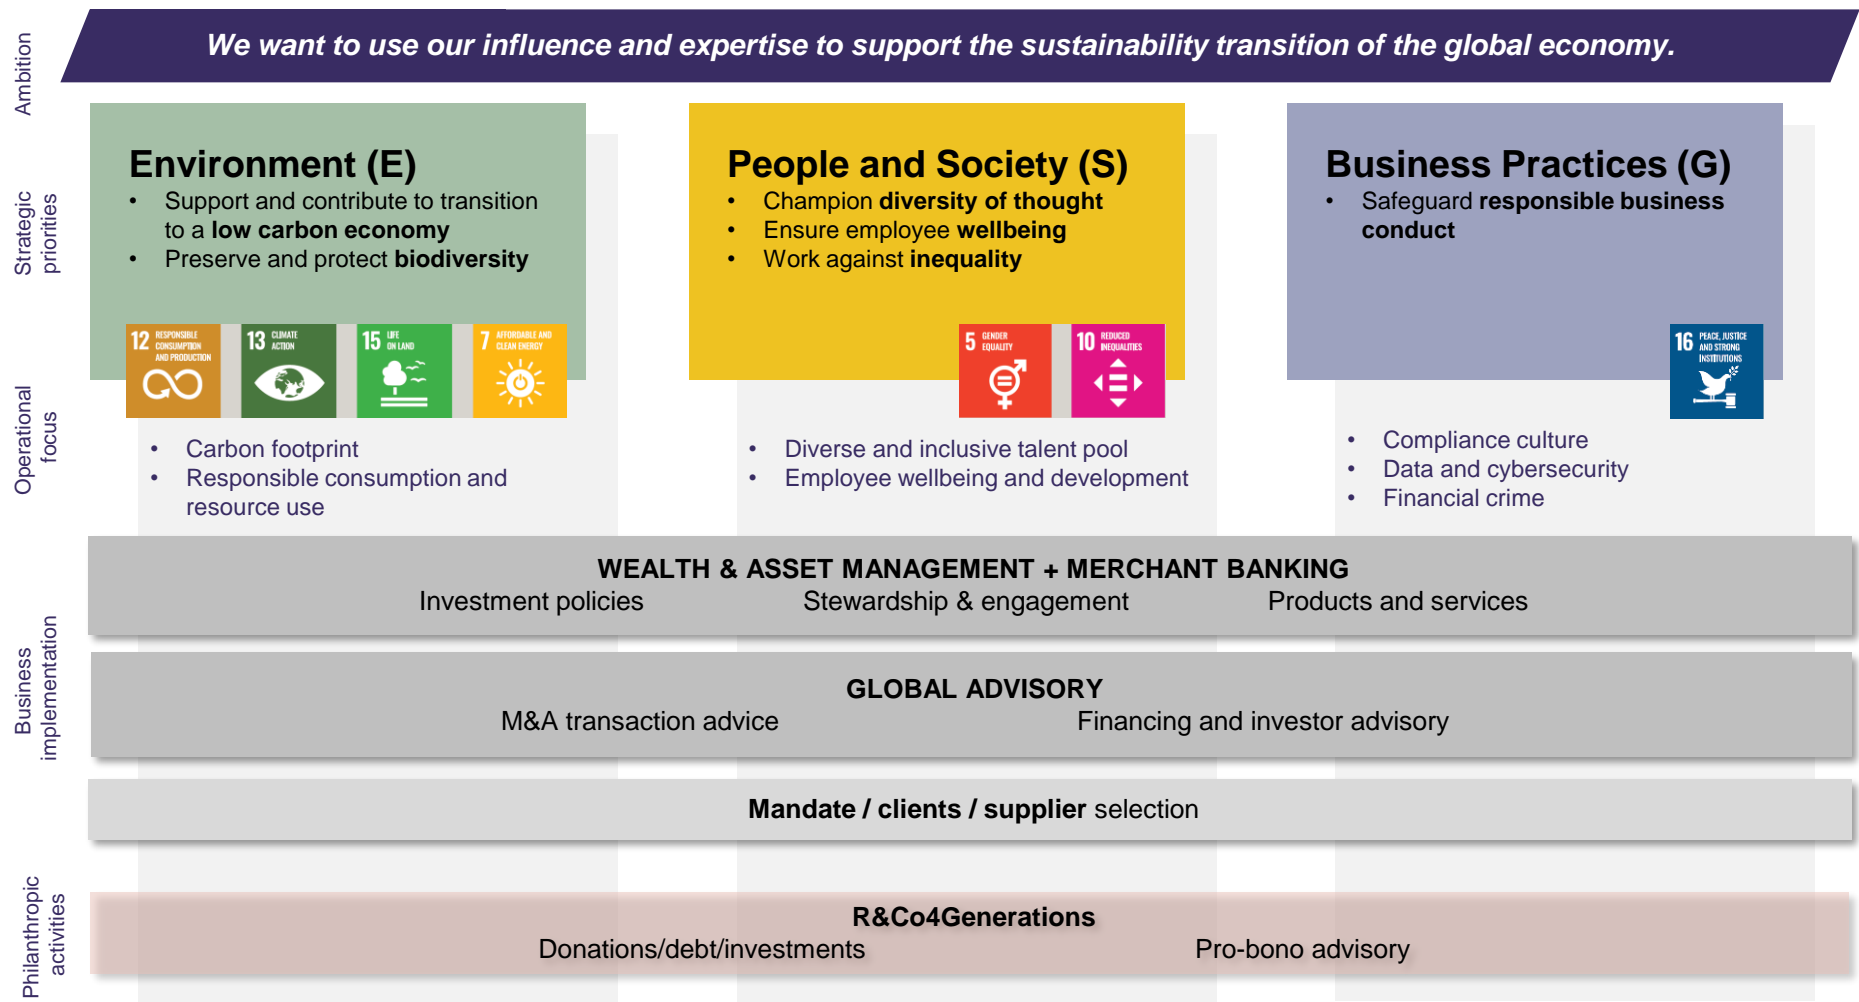 Ambition
We want to use our influence and expertise to support the sustainability transition of the global economy.
Strategic
priorities
Environment (E)
• Support and contribute to transition
to a low carbon economy
• Preserve and protect biodiversity
12 RESPONSIBLE
CONSUMPTION
AND PRODUCTION
13 CLIMATE
ACTION
15 LIFE
ON LAND
7 AFFORDABLE AND
CLEAN ENERGY
People and Society (S)
• Champion diversity of thought
• Ensure employee wellbeing
• Work against inequality
5 GENDER
EQUALITY
10 REDUCED
INEQUALITIES
Business Practices (G)
• Safeguard responsible business
conduct
16 PEACE, JUSTICE
AND STRONG
INSTITUTIONS
Operational
focus
• Carbon footprint
• Responsible consumption and
resource use
• Diverse and inclusive talent pool
• Employee wellbeing and development
• Compliance culture
• Data and cybersecurity
• Financial crime
Business
implementation
WEALTH & ASSET MANAGEMENT + MERCHANT BANKING
Investment policies Stewardship & engagement Products and services
GLOBAL ADVISORY
M&A transaction advice Financing and investor advisory
Mandate / clients / supplier selection
Philanthropic
activities
R&Co4Generations
Donations/debt/investments Pro-bono advisory